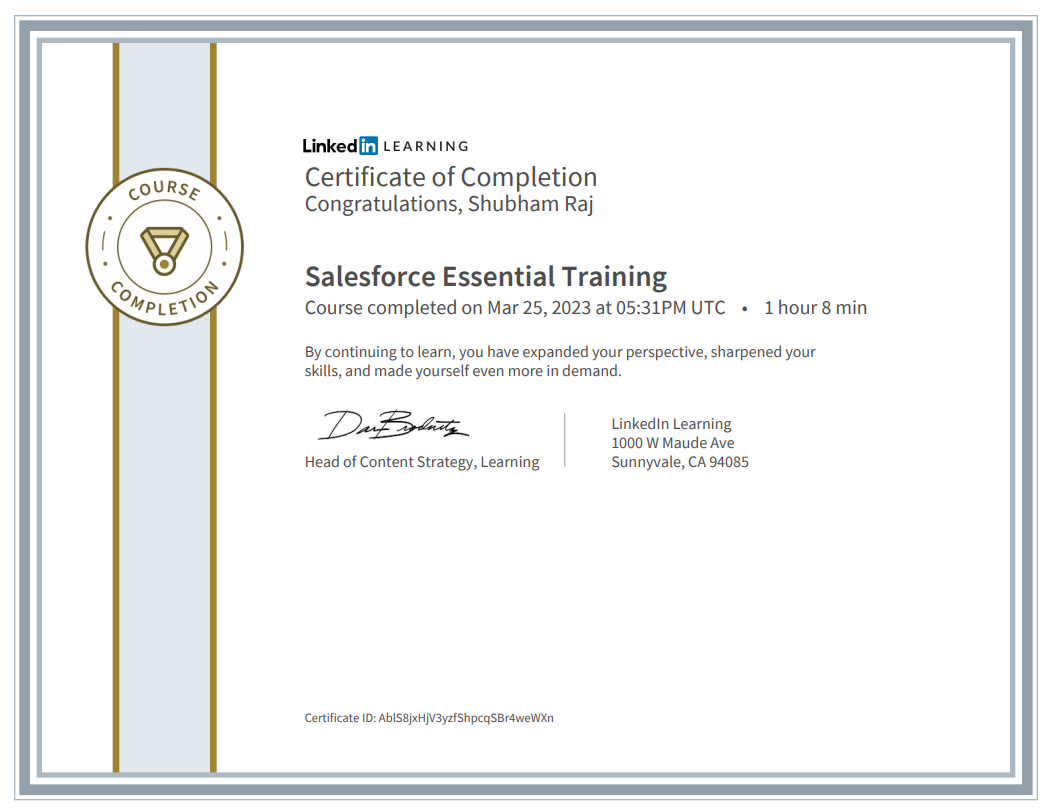 COURSE
COMPLETION
Linked in LEARNING
Certificate of Completion
Congratulations, Shubham Raj
Salesforce Essential Training
Course completed on Mar 25, 2023 at 05:31PM UTC • 1 hour 8 min
By continuing to learn, you have expanded your perspective, sharpened your
skills, and made yourself even more in demand.
Head of Content Strategy, Learning
LinkedIn Learning
1000 W Maude Ave
Sunnyvale, CA 94085
Certificate ID: AblS8jxHjV3yzfShpcqSBr4weWXn